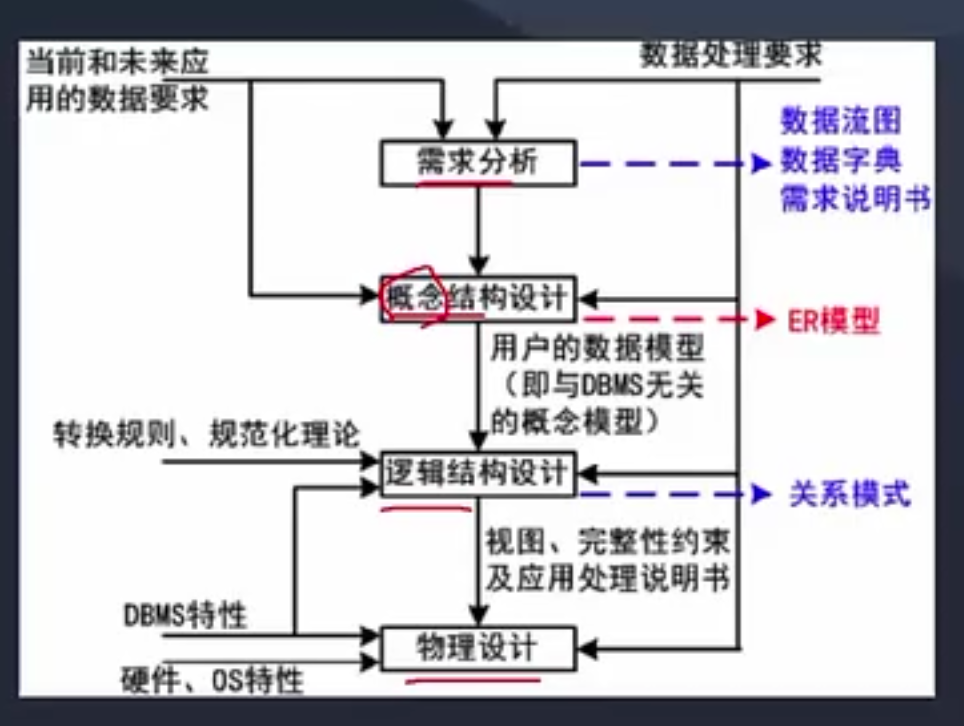 当前和未来应
用的数据要求
数据处理要求
需求分析
数据流图
数据字典
需求说明书
概念结构设计
ER模型
用户的数据模型
（即与DBMS无关
的概念模型）
转换规则、规范化理论
逻辑结构设计
关系模式
视图、完整性约束
及应用处理说明书
DBMS特性
物理设计
硬件、OS特性